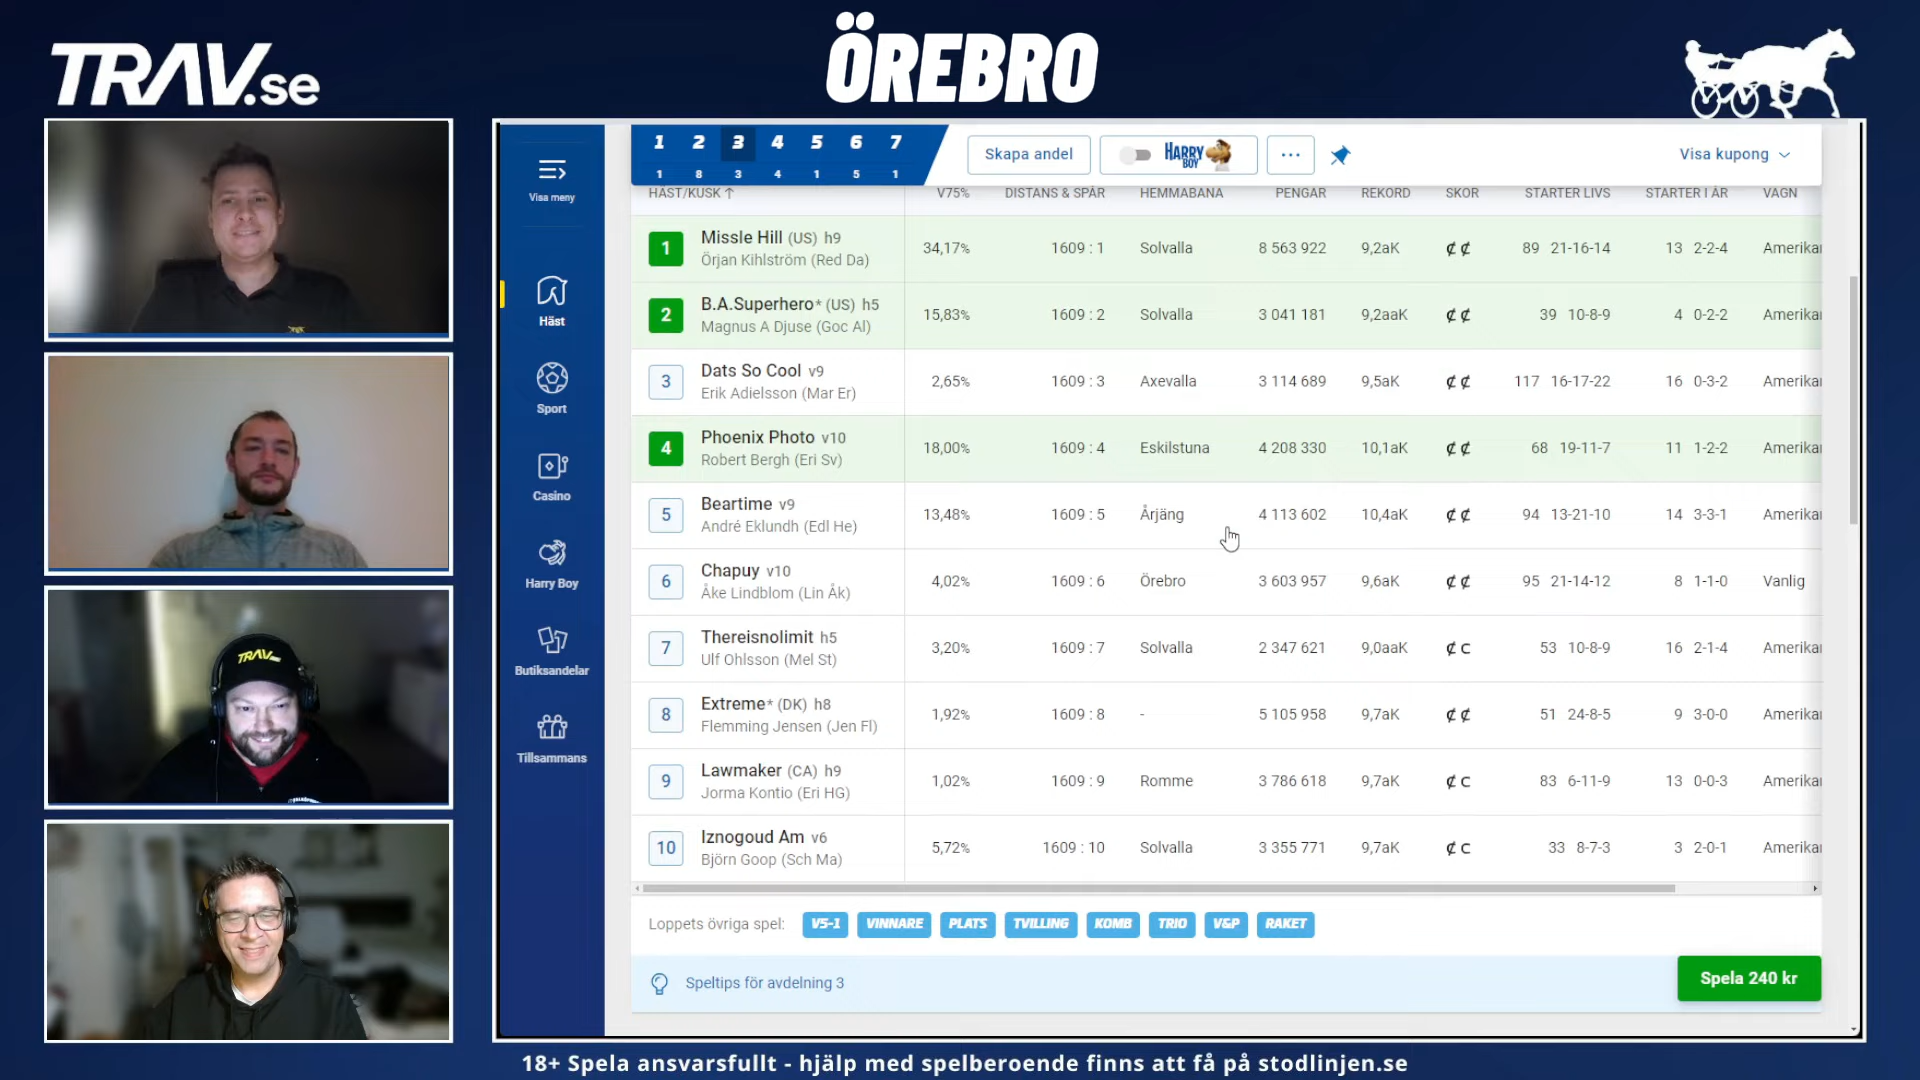 TRAV.se
ÖREBRO
TRAV.se
Visa meny
Häst
Sport
Casino
Harry Boy
Butiksandelar
Tillsammans
1 2 3 4 5 6 7
1 8 3 4 1 5 1
Skapa andel
HARRY BOY
...
Visa kupong
HÄST/KUSK ↑ V75% DISTANS & SPÅR HEMMABANA PENGAR REKORD SKOR STARTER LIVS STARTER I ÅR VAGN
1 Missle Hill (US) h9 34,17% 1609 : 1 Solvalla 8 563 922 9,2aK ȼ ȼ 89 21-16-14 13 2-2-4 Amerikan
Örjan Kihlström (Red Da)
2 B.A.Superhero* (US) h5 15,83% 1609 : 2 Solvalla 3 041 181 9,2aaK ȼ ȼ 39 10-8-9 4 0-2-2 Amerikan
Magnus A Djuse (Goc Al)
3 Dats So Cool v9 2,65% 1609 : 3 Axevalla 3 114 689 9,5aK ȼ ȼ 117 16-17-22 16 0-3-2 Amerikan
Erik Adielsson (Mar Er)
4 Phoenix Photo v10 18,00% 1609 : 4 Eskilstuna 4 208 330 10,1aK ȼ ȼ 68 19-11-7 11 1-2-2 Amerikan
Robert Bergh (Eri Sv)
5 Beartime v9 13,48% 1609 : 5 Årjäng 4 113 602 10,4aK ȼ ȼ 94 13-21-10 14 3-3-1 Amerikan
André Eklundh (Edl He)
6 Chapuy v10 4,02% 1609 : 6 Örebro 3 603 957 9,6aK ȼ ȼ 95 21-14-12 8 1-1-0 Vanlig
Åke Lindblom (Lin Åk)
7 Thereisnolimit h5 3,20% 1609 : 7 Solvalla 2 347 621 9,0aaK ȼ c 53 10-8-9 16 2-1-4 Amerikan
Ulf Ohlsson (Mel St)
8 Extreme* (DK) h8 1,92% 1609 : 8 - 5 105 958 9,7aK ȼ ȼ 51 24-8-5 9 3-0-0 Amerikan
Flemming Jensen (Jen Fl)
9 Lawmaker (CA) h9 1,02% 1609 : 9 Romme 3 786 618 9,7aK ȼ c 83 6-11-9 13 0-0-3 Amerikan
Jorma Kontio (Eri HG)
10 Iznogoud Am v6 5,72% 1609 : 10 Solvalla 3 355 771 9,7aK ȼ c 33 8-7-3 3 2-0-1 Amerikan
Björn Goop (Sch Ma)
Loppets övriga spel: V5-1 VINNARE PLATS TVILLING KOMB TRIO V&P RAKET
Speltips för avdelning 3
Spela 240 kr
18+ Spela ansvarsfullt - hjälp med spelberoende finns att få på stodlinjen.se